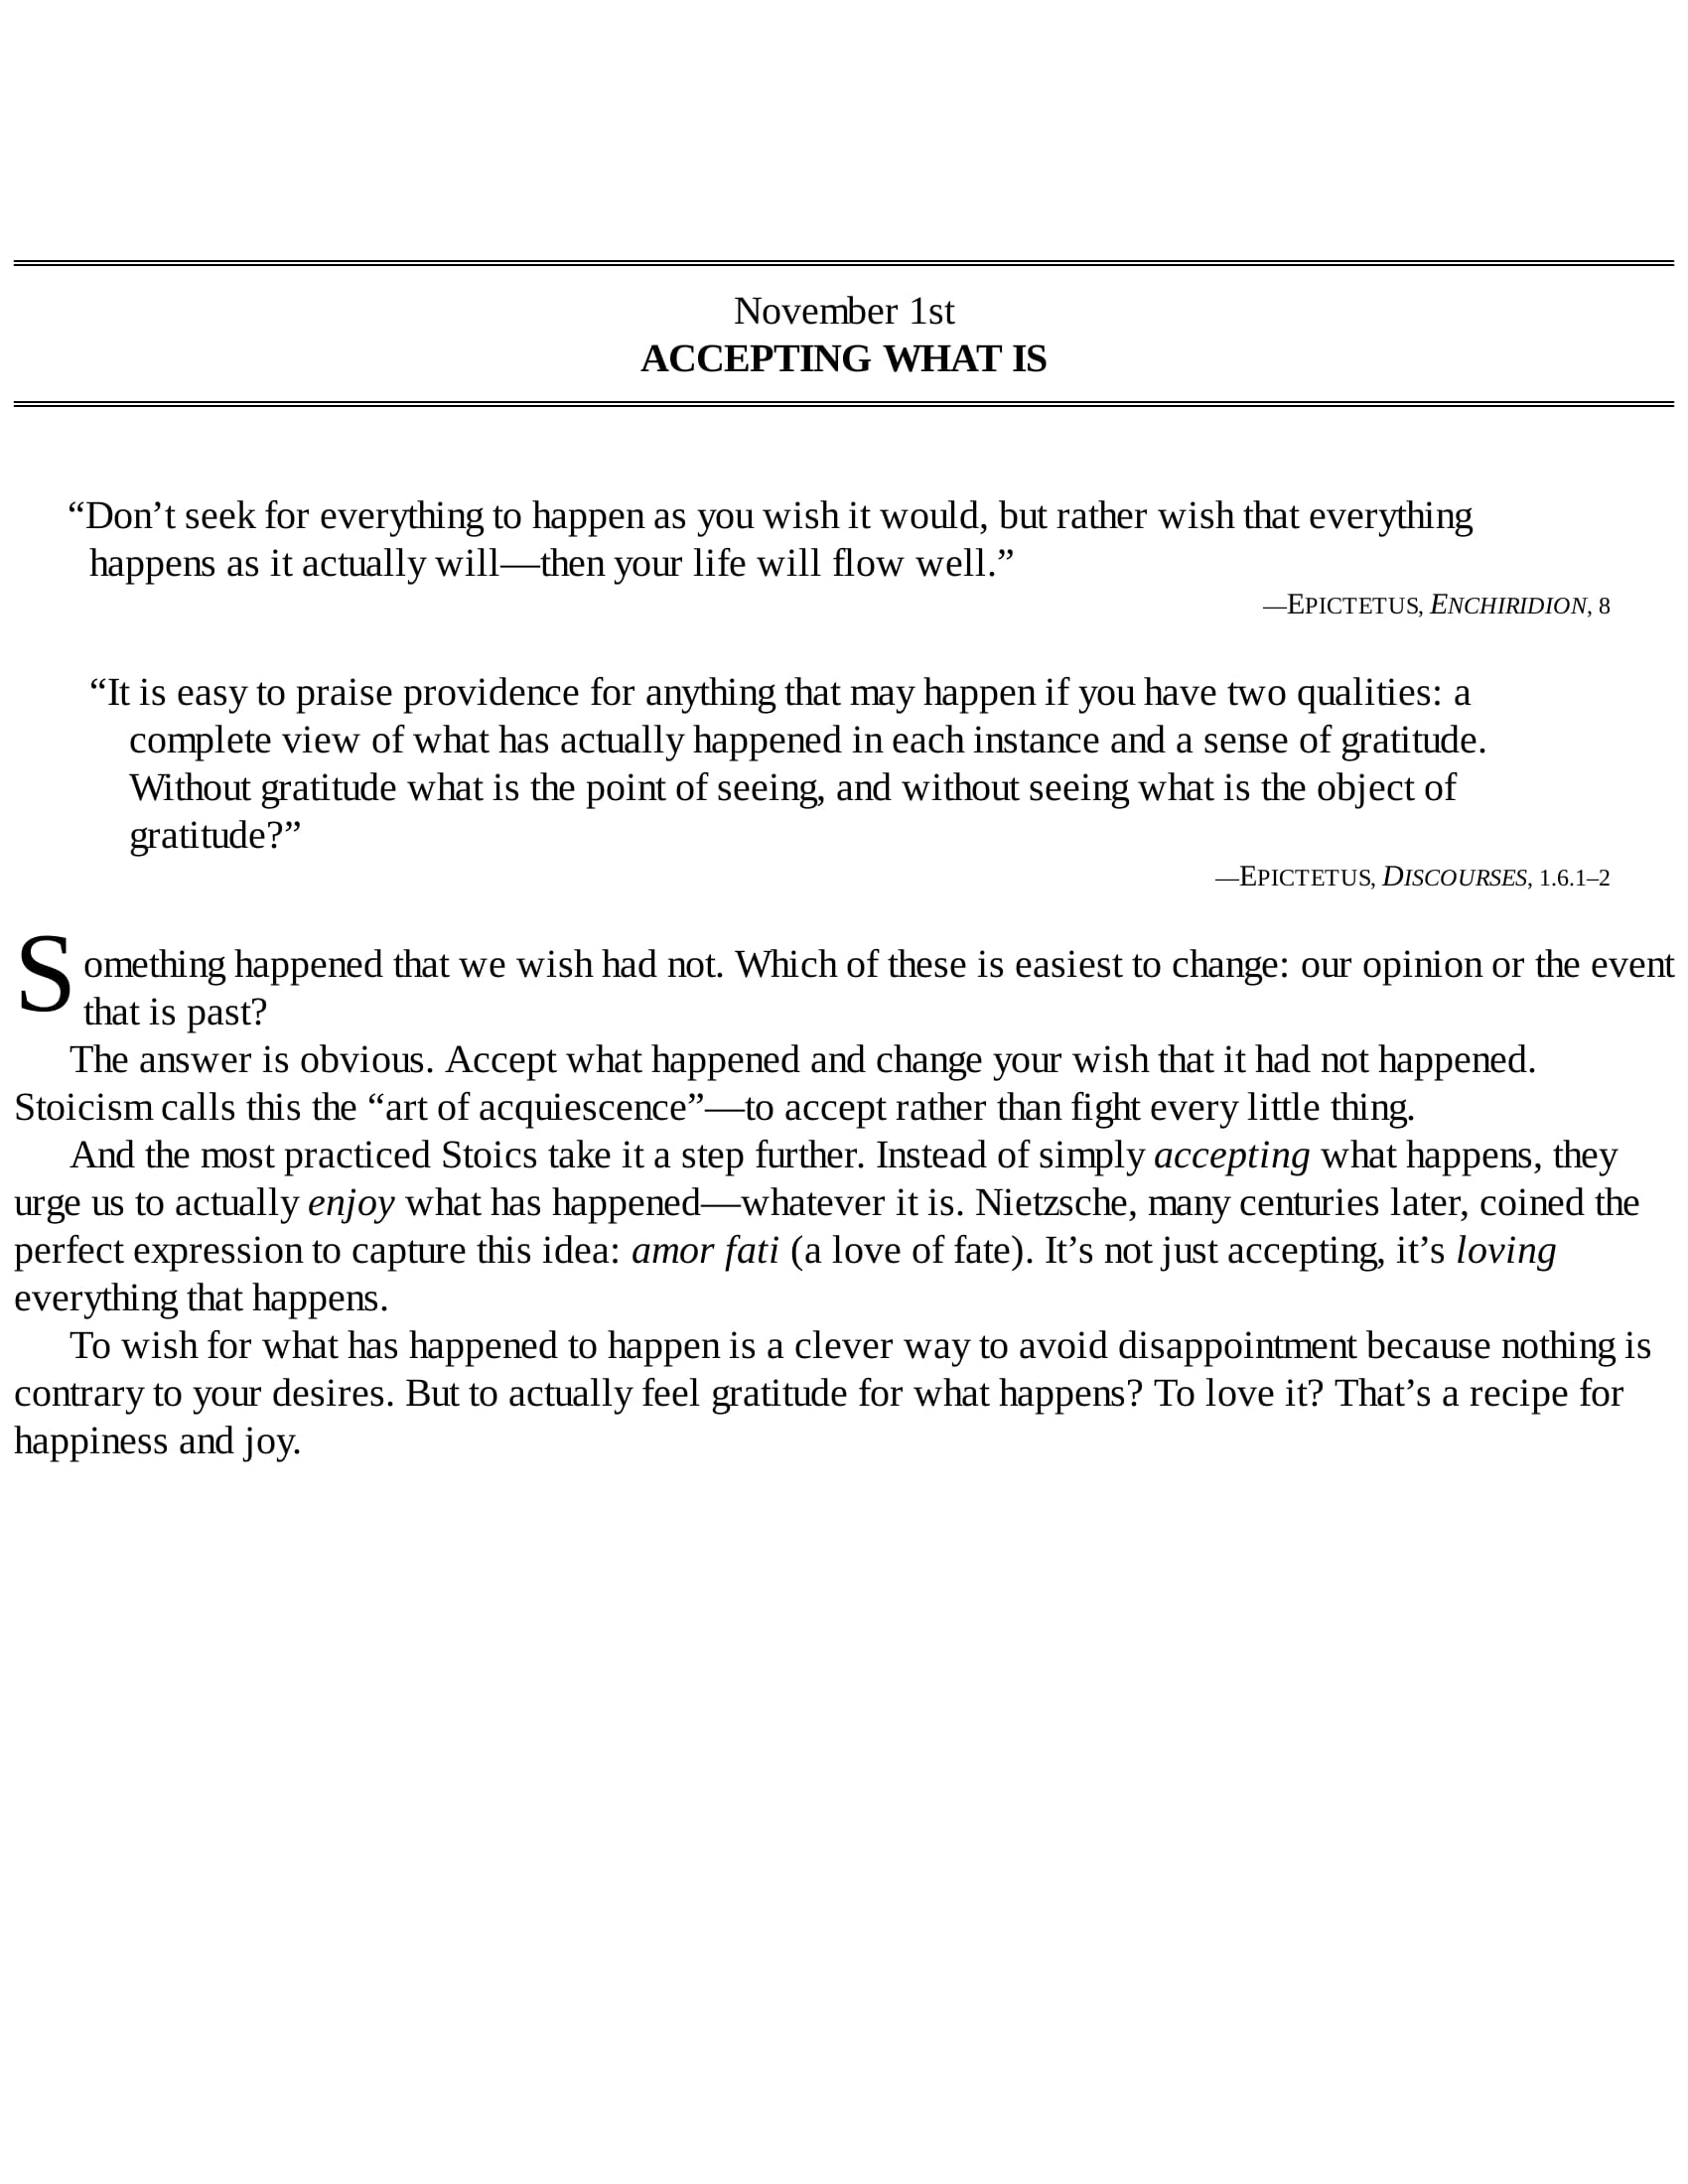 November 1st
ACCEPTING WHAT IS
“Don’t seek for everything to happen as you wish it would, but rather wish that everything
happens as it actually will—then your life will flow well.”
—EPICTETUS, ENCHIRIDION, 8
“It is easy to praise providence for anything that may happen if you have two qualities: a
complete view of what has actually happened in each instance and a sense of gratitude.
Without gratitude what is the point of seeing, and without seeing what is the object of
gratitude?”
—EPICTETUS, DISCOURSES, 1.6.1–2
Something happened that we wish had not. Which of these is easiest to change: our opinion or the event
that is past?
The answer is obvious. Accept what happened and change your wish that it had not happened.
Stoicism calls this the “art of acquiescence”—to accept rather than fight every little thing.
And the most practiced Stoics take it a step further. Instead of simply accepting what happens, they
urge us to actually enjoy what has happened—whatever it is. Nietzsche, many centuries later, coined the
perfect expression to capture this idea: amor fati (a love of fate). It’s not just accepting, it’s loving
everything that happens.
To wish for what has happened to happen is a clever way to avoid disappointment because nothing is
contrary to your desires. But to actually feel gratitude for what happens? To love it? That’s a recipe for
happiness and joy.